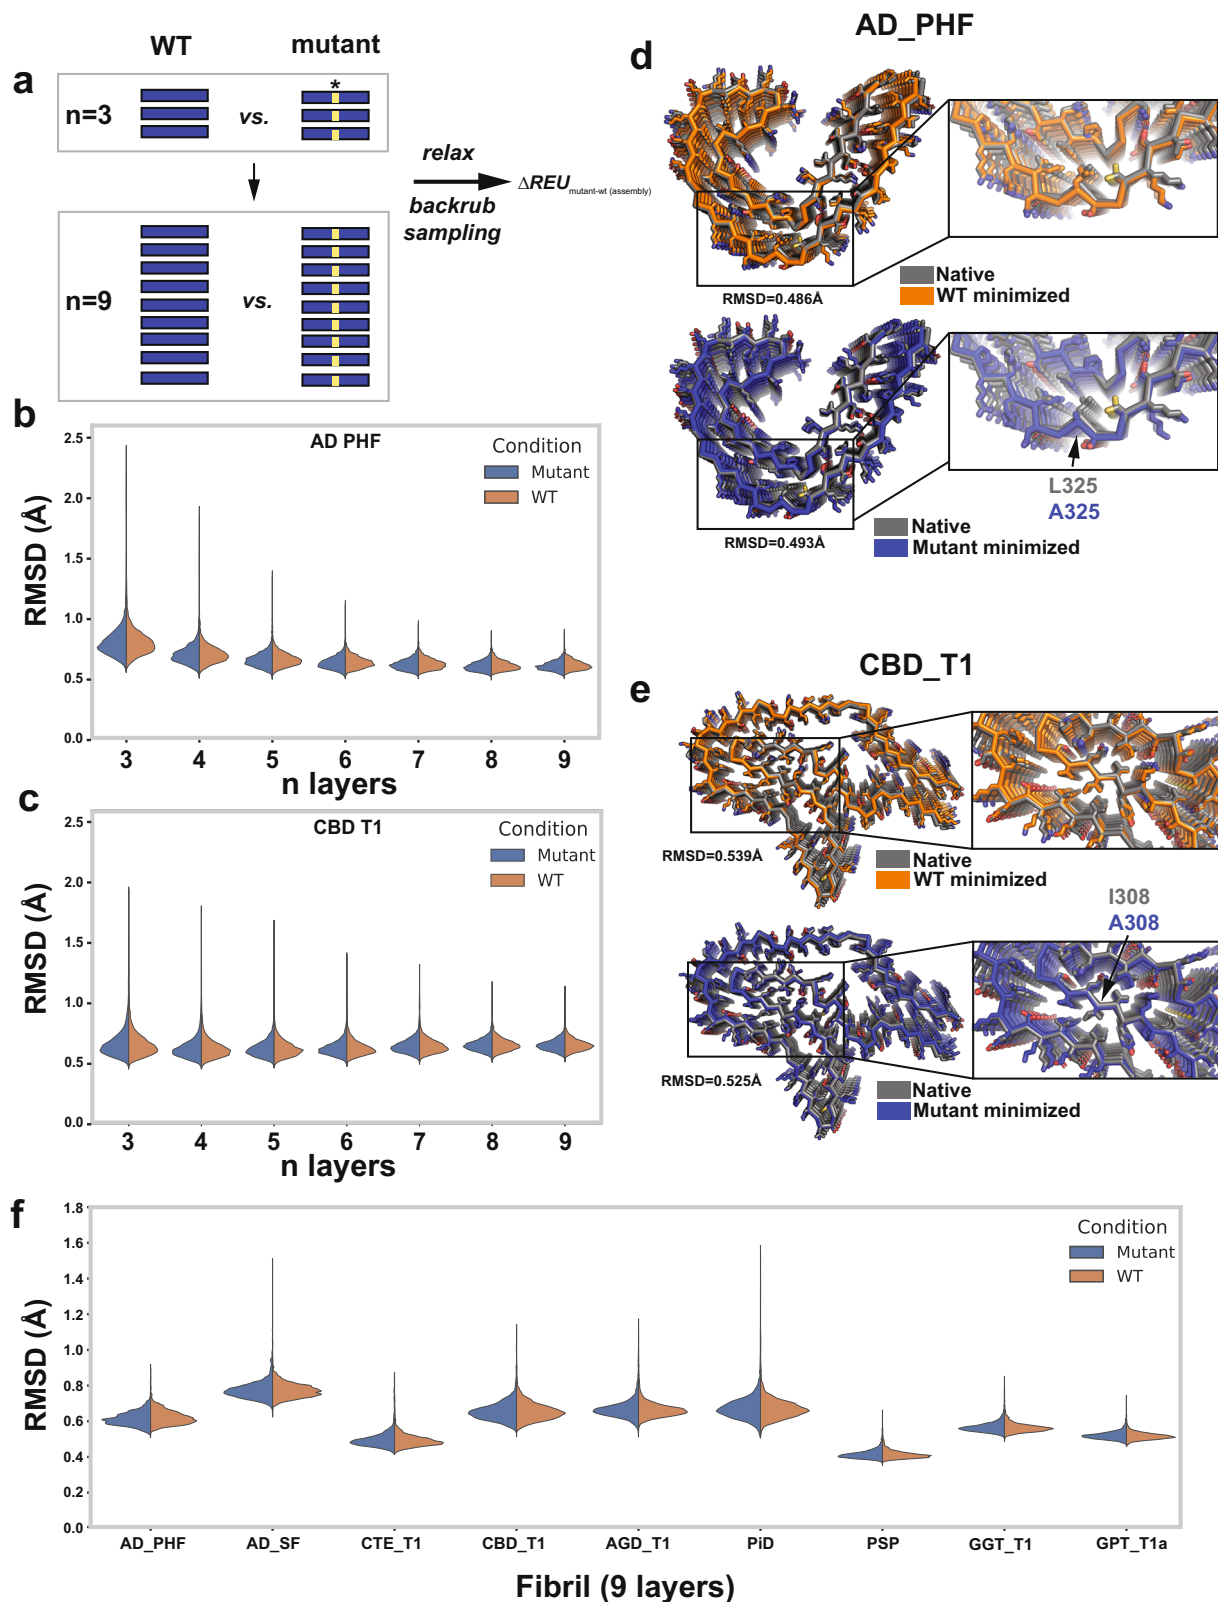 WT
mutant
a
n=3
vs.
*
relax
backrub
sampling
ΔREU mutant-wt (assembly)
n=9
vs.
b
AD PHF
Condition
Mutant
WT
RMSD (Å)
2.5
2.0
1.5
1.0
0.5
0.0
3 4 5 6 7 8 9
n layers
c
CBD T1
Condition
Mutant
WT
RMSD (Å)
2.5
2.0
1.5
1.0
0.5
0.0
3 4 5 6 7 8 9
n layers
AD_PHF
d
RMSD=0.486Å
Native
WT minimized
L325
A325
RMSD=0.493Å
Native
Mutant minimized
CBD_T1
e
RMSD=0.539Å
Native
WT minimized
I308
A308
RMSD=0.525Å
Native
Mutant minimized
f
Condition
Mutant
WT
RMSD (Å)
1.8
1.6
1.4
1.2
1.0
0.8
0.6
0.4
0.2
0.0
AD_PHF AD_SF CTE_T1 CBD_T1 AGD_T1 PiD PSP GGT_T1 GPT_T1a
Fibril (9 layers)